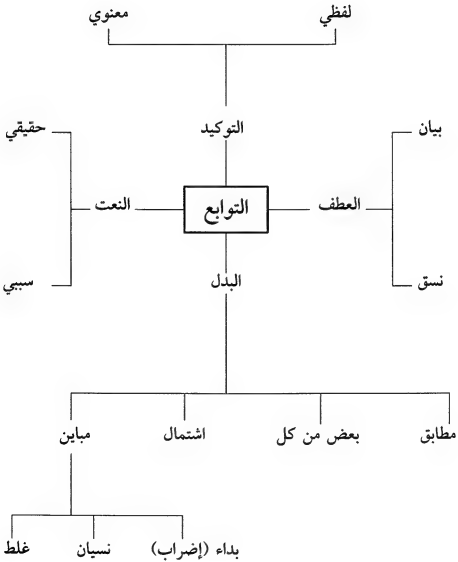 لفظي معنوي
التوكيد
بيان حقيقي
العطف التوابع النعت
نسق البدل سببي
مطابق بعض من كل اشتمال مباين
بداء (إضراب) نسيان غلط